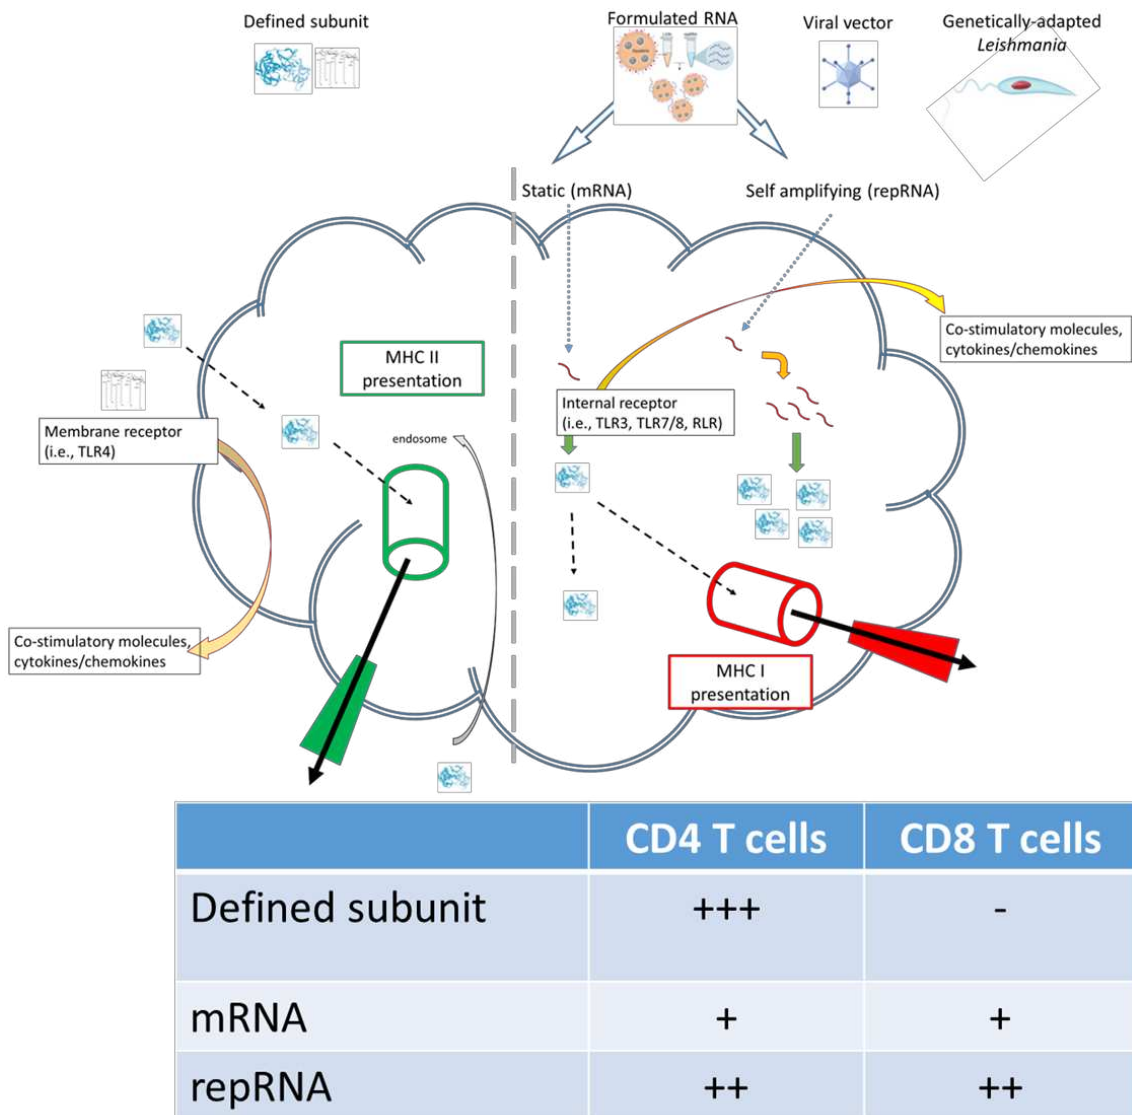 Defined subunit
Formulated RNA
Viral vector
Genetically-adapted
Leishmania
Static (mRNA)
Self amplifying (repRNA)
Co-stimulatory molecules,
cytokines/chemokines
MHC II
presentation
Internal receptor
(i.e., TLR3, TLR7/8, RLR)
Membrane receptor
(i.e., TLR4)
endosome
Co-stimulatory molecules,
cytokines/chemokines
MHC I
presentation
CD4 T cells
CD8 T cells
Defined subunit
+++
-
mRNA
+
+
repRNA
++
++